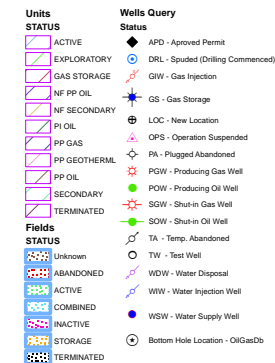 Units
STATUS
ACTIVE
EXPLORATORY
GAS STORAGE
NF PP OIL
NF SECONDARY
PI OIL
PP GAS
PP GEOTHERML
PP OIL
SECONDARY
TERMINATED
Fields
STATUS
Unknown
ABANDONED
ACTIVE
COMBINED
INACTIVE
STORAGE
TERMINATED
Wells Query
Status
APD - Aproved Permit
DRL - Spuded (Drilling Commenced)
GIW - Gas Injection
GS - Gas Storage
LOC - New Location
OPS - Operation Suspended
PA - Plugged Abandoned
PGW - Producing Gas Well
POW - Producing Oil Well
SGW - Shut-in Gas Well
SOW - Shut-in Oil Well
TA - Temp. Abandoned
TW - Test Well
WDW - Water Disposal
WIW - Water Injection Well
WSW - Water Supply Well
Bottom Hole Location - OilGasDb